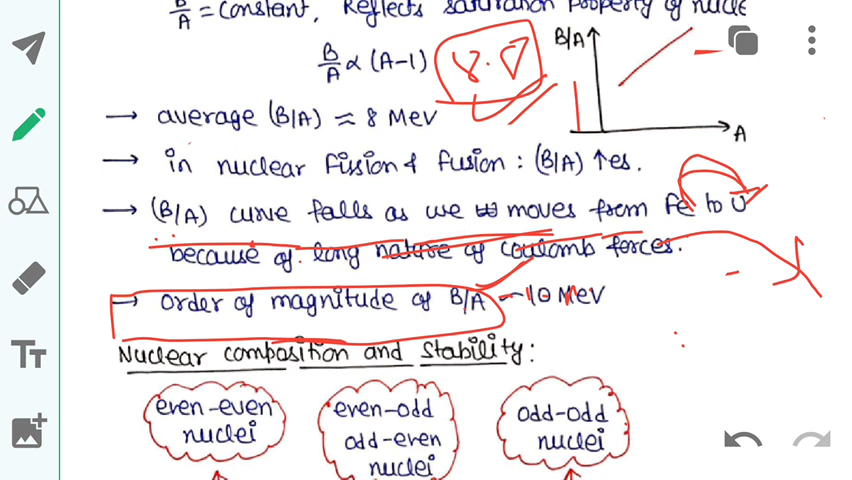 B/A = Constant, Reflects saturation property of nucle
B/A ∝ (A-1)
8.
B/A
A
→ average (B/A) ≈ 8 MeV
→ in nuclear fission & fusion : (B/A) ↑es.
→ (B/A) curve falls as we moves from Fe to U
because of long nature of coulomb forces.
→ order of magnitude of B/A ~ 10 MeV
Nuclear composition and stability:
even-even
nuclei
even-odd
odd-even
nuclei
odd-odd
nuclei
TT